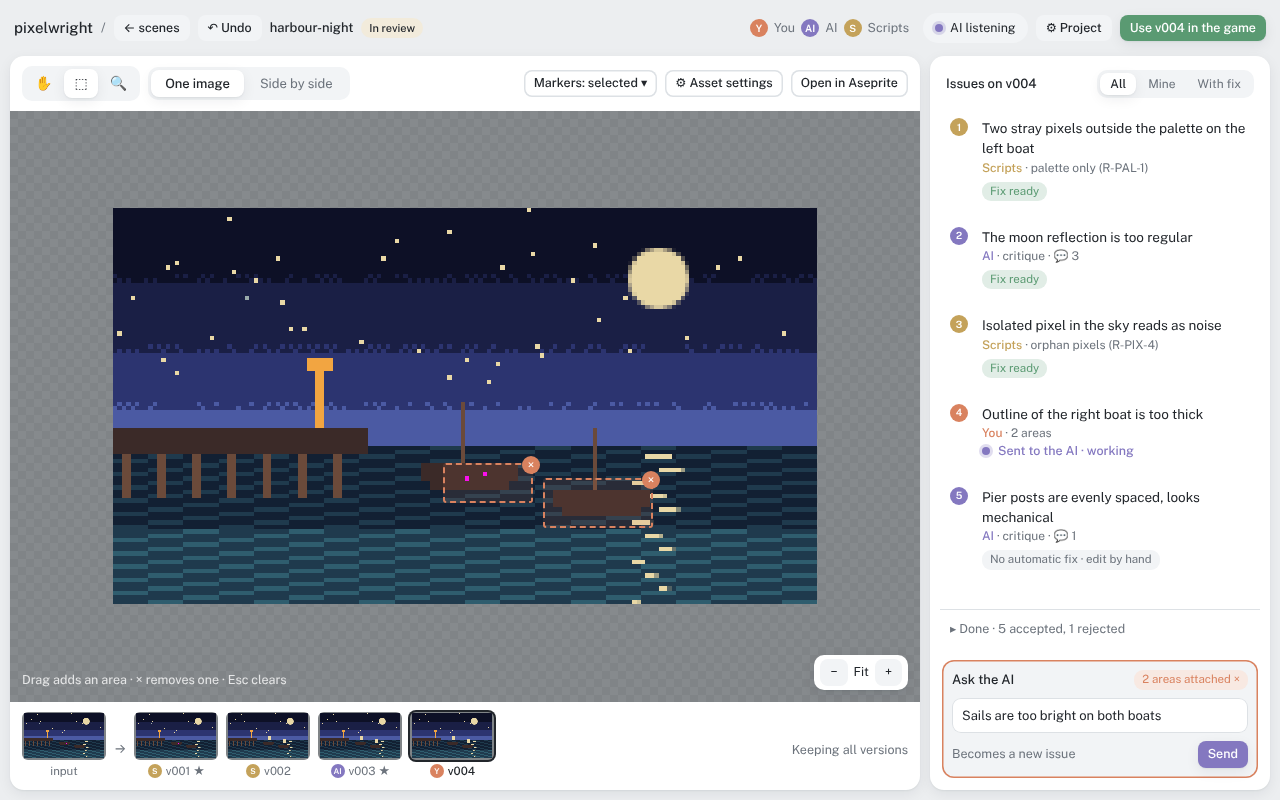 pixelwright / ← scenes ↶ Undo harbour-night In review Y You AI AI S Scripts AI listening ⚙ Project Use v004 in the game
One image Side by side Markers: selected ▾ ⚙ Asset settings Open in Aseprite
Drag adds an area · × removes one · Esc clears
− Fit +
input → S v001 ★ S v002 AI v003 ★ Y v004
Keeping all versions
Issues on v004 All Mine With fix
1 Two stray pixels outside the palette on the
left boat
Scripts · palette only (R-PAL-1)
Fix ready
2 The moon reflection is too regular
AI · critique · 💬 3
Fix ready
3 Isolated pixel in the sky reads as noise
Scripts · orphan pixels (R-PIX-4)
Fix ready
4 Outline of the right boat is too thick
You · 2 areas
Sent to the AI · working
5 Pier posts are evenly spaced, looks
mechanical
AI · critique · 💬 1
No automatic fix · edit by hand
▸ Done · 5 accepted, 1 rejected
Ask the AI 2 areas attached ×
Sails are too bright on both boats
Becomes a new issue Send